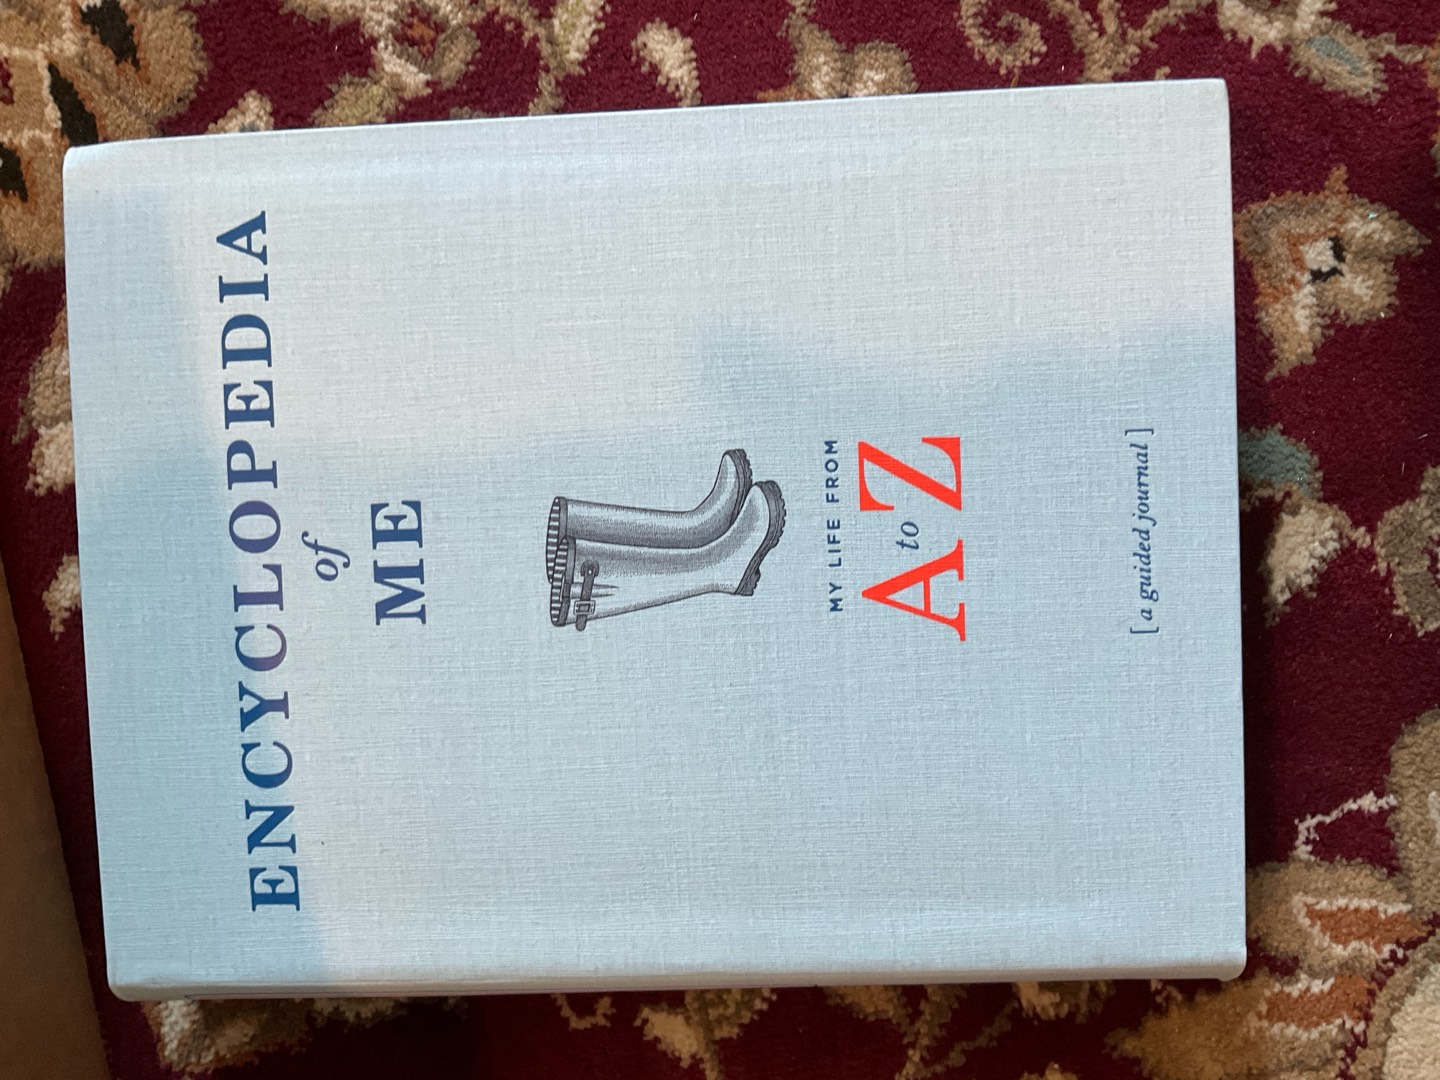 ENCYCLOPEDIA
of
ME
MY LIFE FROM
A to Z
[ a guided journal ]